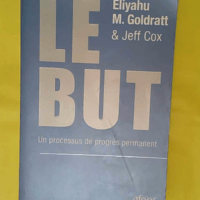 LE
Eliyahu
M. Goldratt
& Jeff Cox
BUT
Un processus de progrès permanent